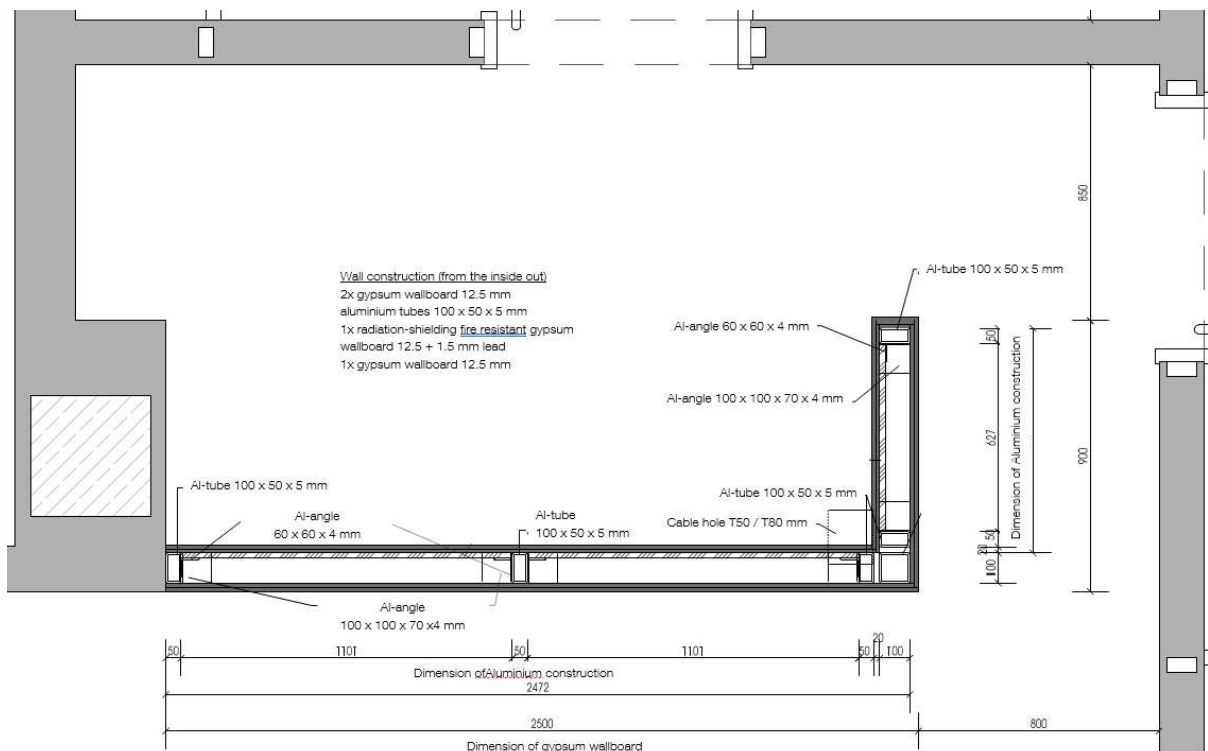 850
Al-tube 100 x 50 x 5 mm
Wall construction (from the inside out)
2x gypsum wallboard 12.5 mm
aluminium tubes 100 x 50 x 5 mm
1x radiation-shielding fire resistant gypsum
wallboard 12.5 + 1.5 mm lead
1x gypsum wallboard 12.5 mm
Al-angle 60 x 60 x 4 mm
50
Al-angle 100 x 100 x 70 x 4 mm
627
Dimension of Aluminium construction
900
Al-tube 100 x 50 x 5 mm
Al-tube 100 x 50 x 5 mm
Al-angle
60 x 60 x 4 mm
Al-tube
100 x 50 x 5 mm
Cable hole T50 / T80 mm
50
20
100
Al-angle
100 x 100 x 70 x4 mm
50
1101
50
1101
50
20
100
Dimension ofAluminium construction
2472
2500
800
Dimension of gypsum wallboard